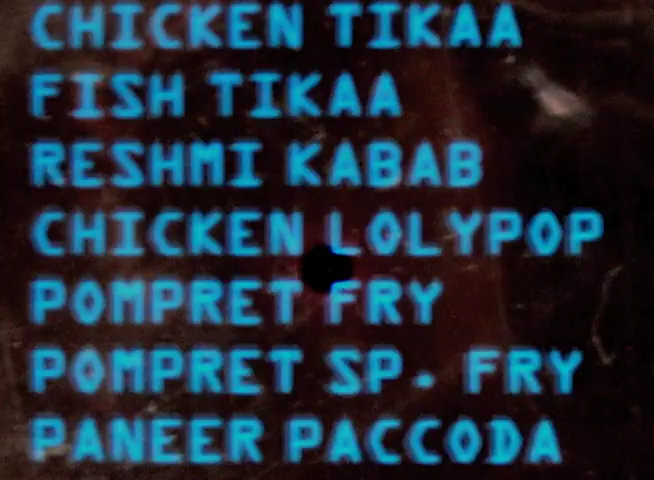 CHICKEN TIKAA
FISH TIKAA
RESHMI KABAB
CHICKEN LOLYPOP
POMPRET FRY
POMPRET SP. FRY
PANEER PACCODA